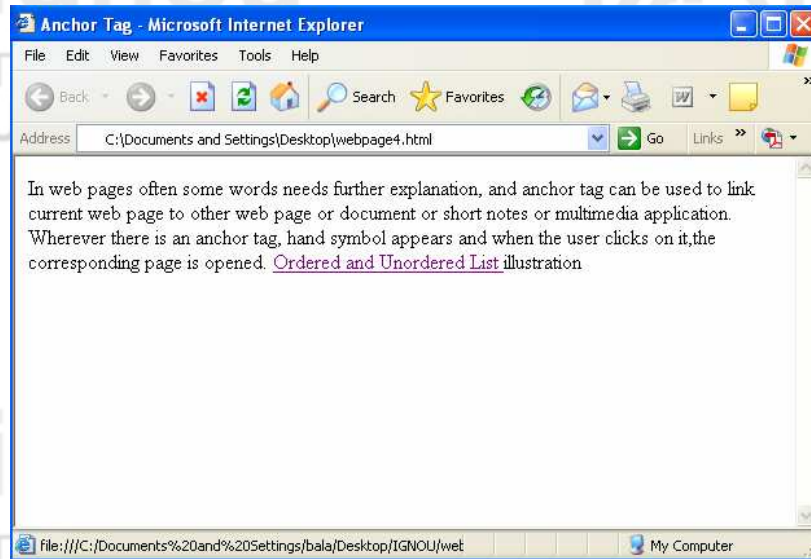 Anchor Tag - Microsoft Internet Explorer
File Edit View Favorites Tools Help
Back Search Favorites
Address C:\Documents and Settings\Desktop\webpage4.html Go Links
In web pages often some words needs further explanation, and anchor tag can be used to link
current web page to other web page or document or short notes or multimedia application.
Wherever there is an anchor tag, hand symbol appears and when the user clicks on it,the
corresponding page is opened. Ordered and Unordered List illustration
file:///C:/Documents%20and%20Settings/bala/Desktop/IGNOU/wet My Computer